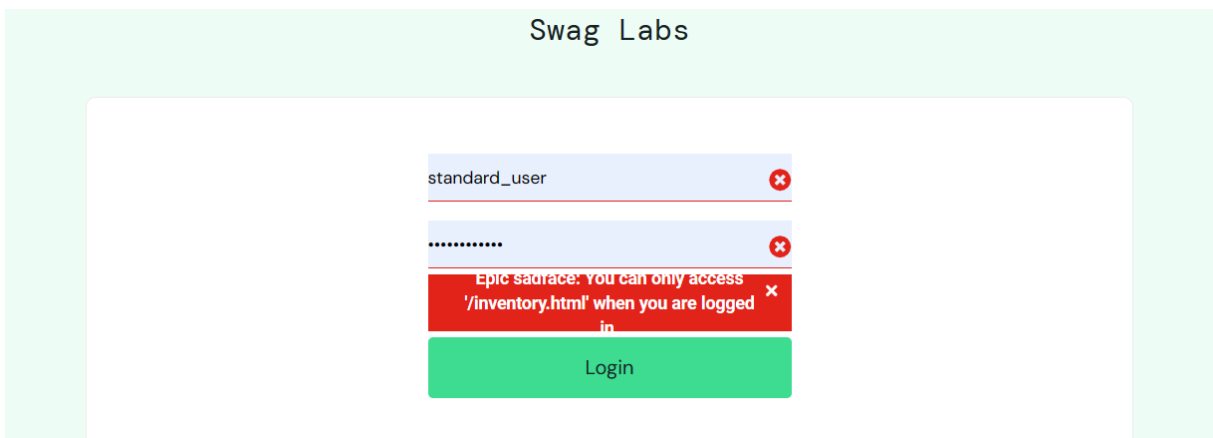 Swag Labs
standard_user
••••••••••••
Epic sadface: You can only access
'/inventory.html' when you are logged
in
Login